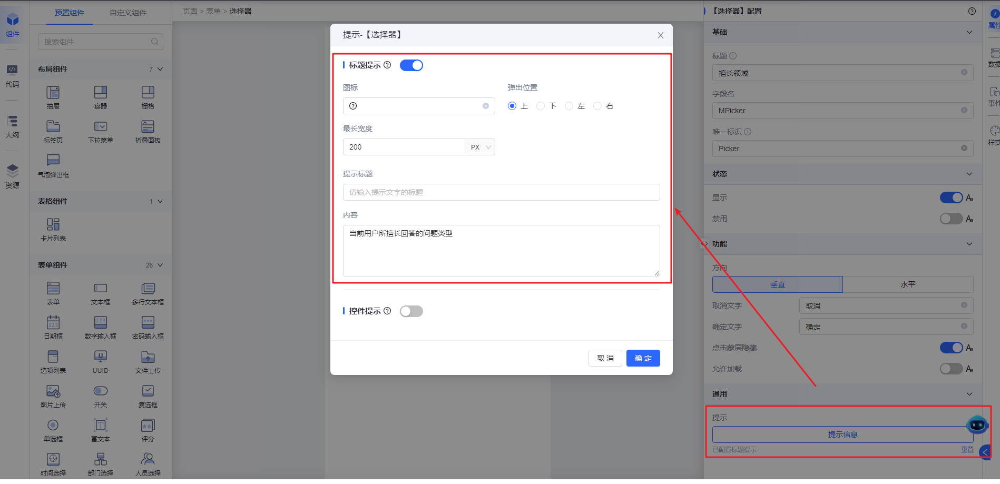 预置组件
自定义组件
页面 > 表单 > 选择器
【选择器】配置
组件
代码
大纲
资源
搜索组件
布局组件 7
抽屉
容器
栅格
标签页
下拉菜单
折叠面板
气泡弹出框
表格组件 1
卡片列表
表单组件 26
表单
文本框
多行文本框
日期框
数字输入框
密码输入框
选项列表
UUID
文件上传
图片上传
开关
复选框
单选框
富文本
评分
时间选择
部门选择
人员选择
提示-【选择器】
标题提示
图标
弹出位置
上
下
左
右
最长宽度
200
PX
提示标题
请输入提示文字的标题
内容
当前用户所擅长回答的问题类型
控件提示
取 消
确 定
基础
标题
擅长领域
字段名
MPicker
唯一标识
Picker
状态
显示
禁用
功能
方向
垂直
水平
取消文字
取消
确定文字
确定
点击蒙层隐藏
允许加载
通用
提示
提示信息
已配置标题提示
重置
属性
数据
事件
样式